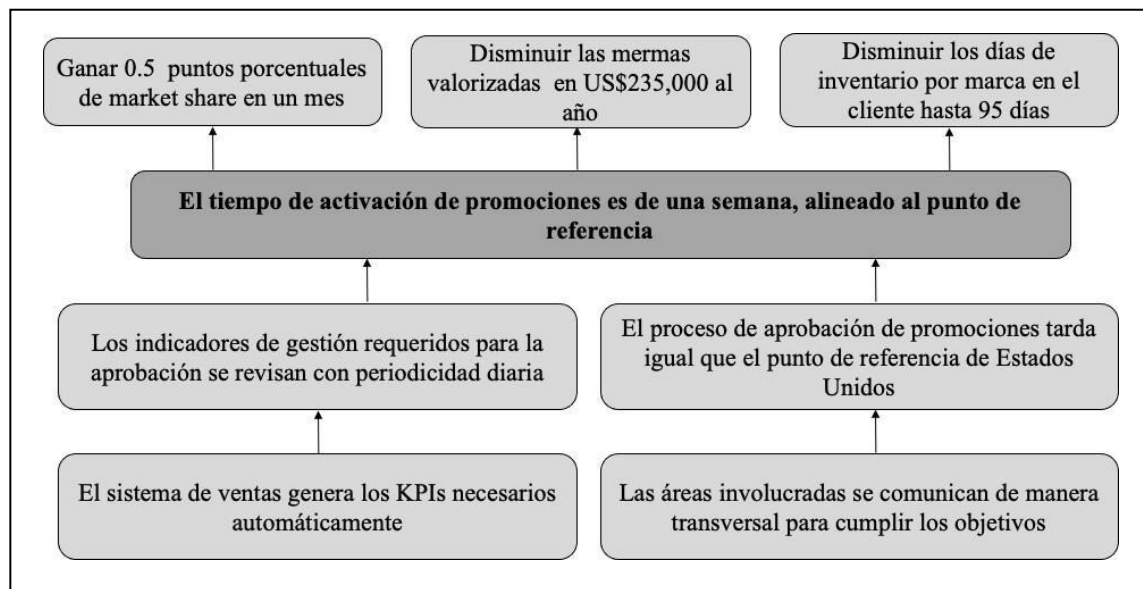 Ganar 0.5 puntos porcentuales
de market share en un mes
Disminuir las mermas
valorizadas en US$235,000 al
año
Disminuir los días de
inventario por marca en el
cliente hasta 95 días
El tiempo de activación de promociones es de una semana, alineado al punto de
referencia
Los indicadores de gestión requeridos para la
aprobación se revisan con periodicidad diaria
El proceso de aprobación de promociones tarda
igual que el punto de referencia de Estados
Unidos
El sistema de ventas genera los KPIs necesarios
automáticamente
Las áreas involucradas se comunican de manera
transversal para cumplir los objetivos